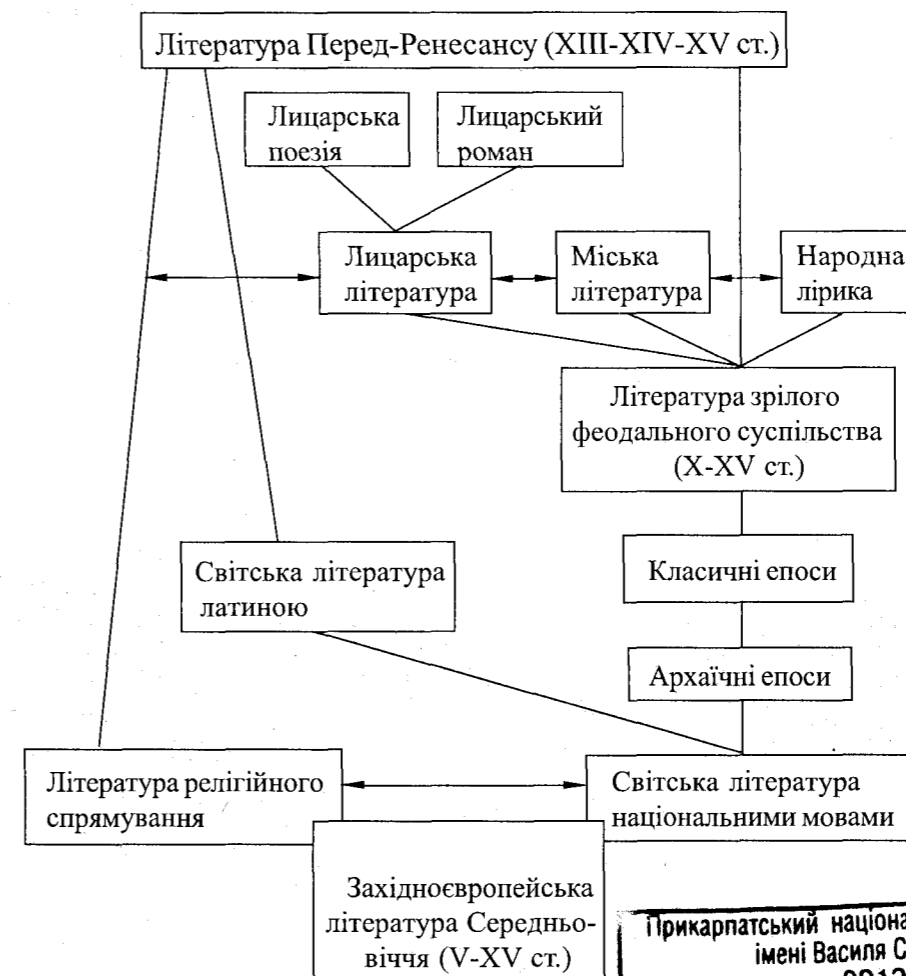 Література Перед-Ренесансу (XIII-XIV-XV ст.)
Лицарська
поезія
Лицарський
роман
Лицарська
література
Міська
література
Народна
лірика
Література зрілого
феодального суспільства
(X-XV ст.)
Світська література
латиною
Класичні епоси
Архаїчні епоси
Література релігійного
спрямування
Світська література
національними мовами
Західноєвропейська
література Середньо-
віччя (V-XV ст.)
Прикарпатський
імені Василя